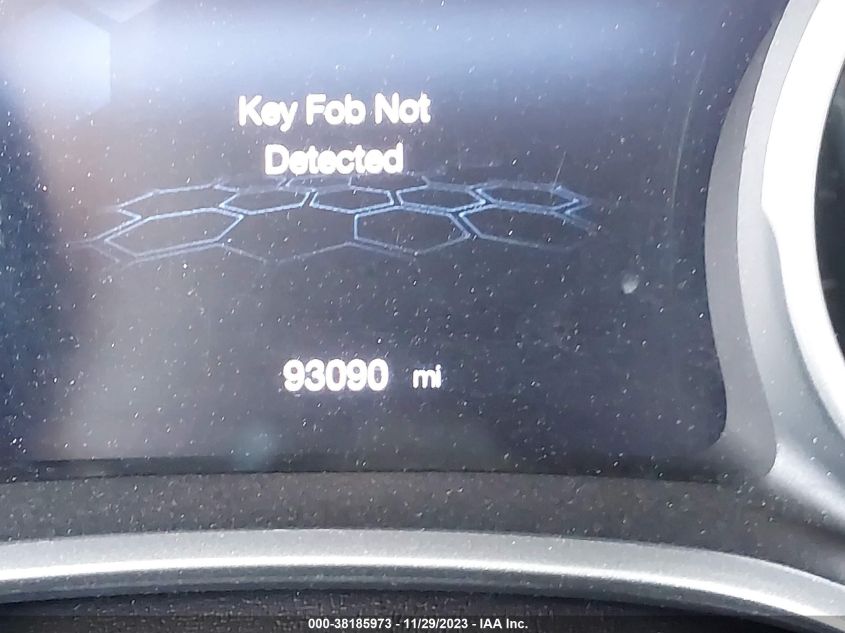 Key Fob Not
Detected
93090 mi
000-38185973 - 11/29/2023 - IAA Inc.